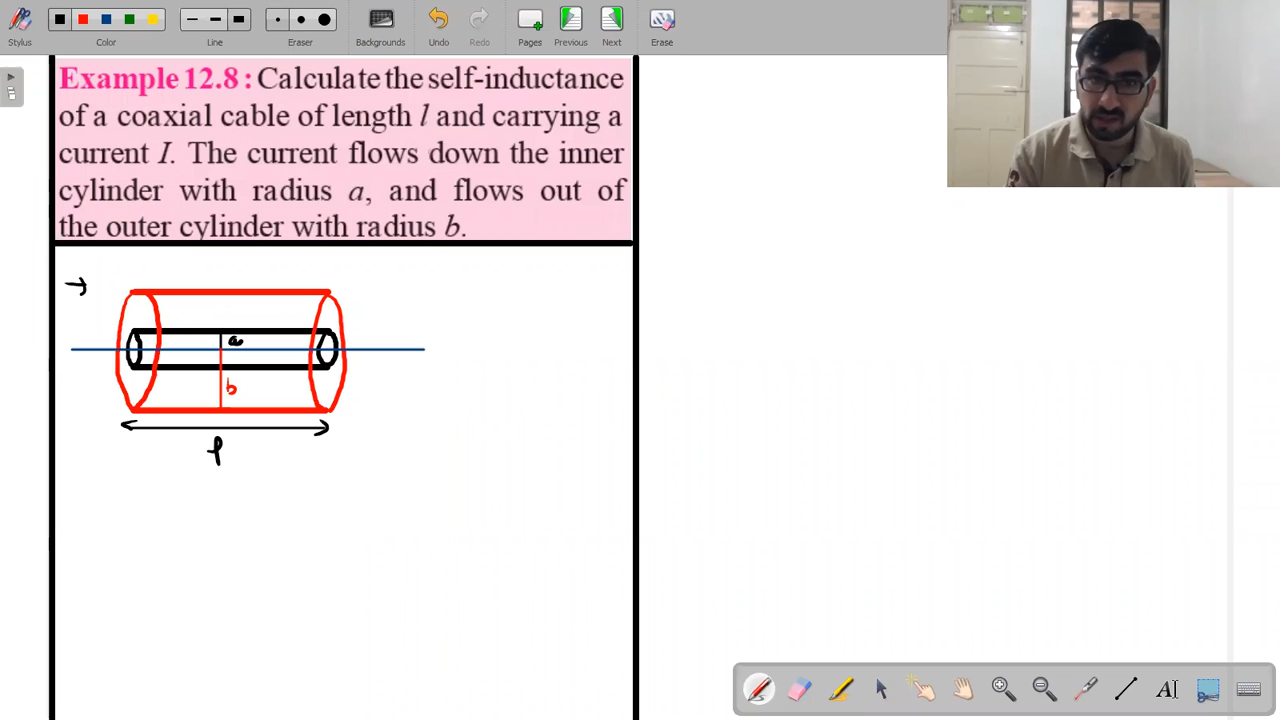 Stylus
Color
Line
Eraser
Backgrounds
Undo
Redo
Pages
Previous
Next
Erase
Example 12.8 : Calculate the self-inductance
of a coaxial cable of length l and carrying a
current I. The current flows down the inner
cylinder with radius a, and flows out of
the outer cylinder with radius b.
a
b
l
AI